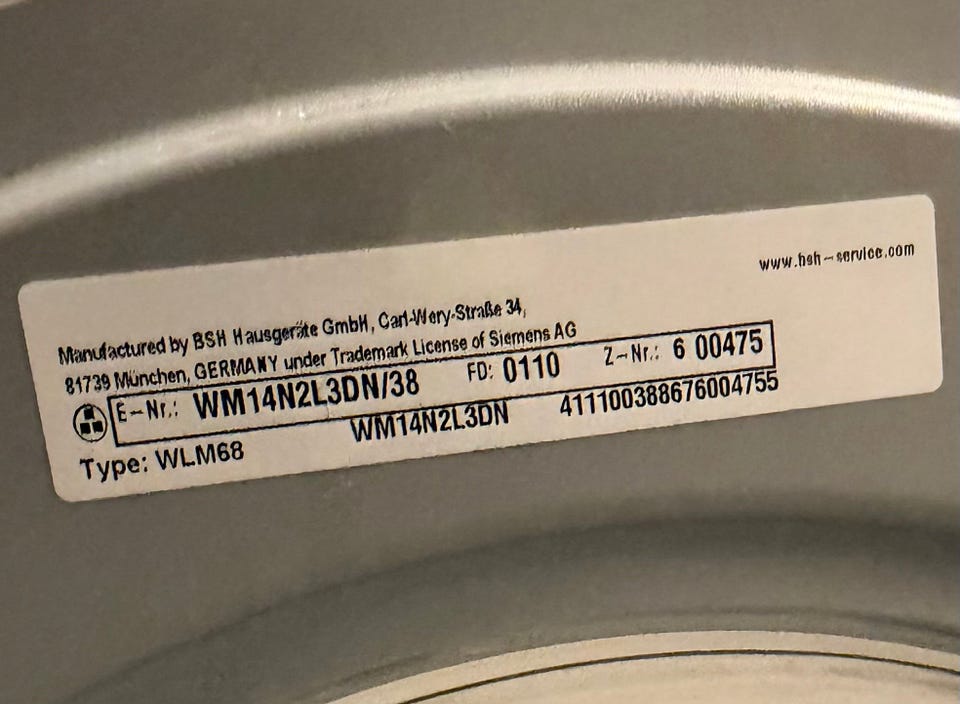 www.bsh-service.com
Manufactured by BSH Hausgeräte GmbH, Carl-Wery-Straße 34,
81739 München, GERMANY under Trademark License of Siemens AG
E-Nr.: WM14N2L3DN/38 FD: 0110 Z-Nr.: 6 00475
Type: WLM68 WM14N2L3DN 411100388676004755